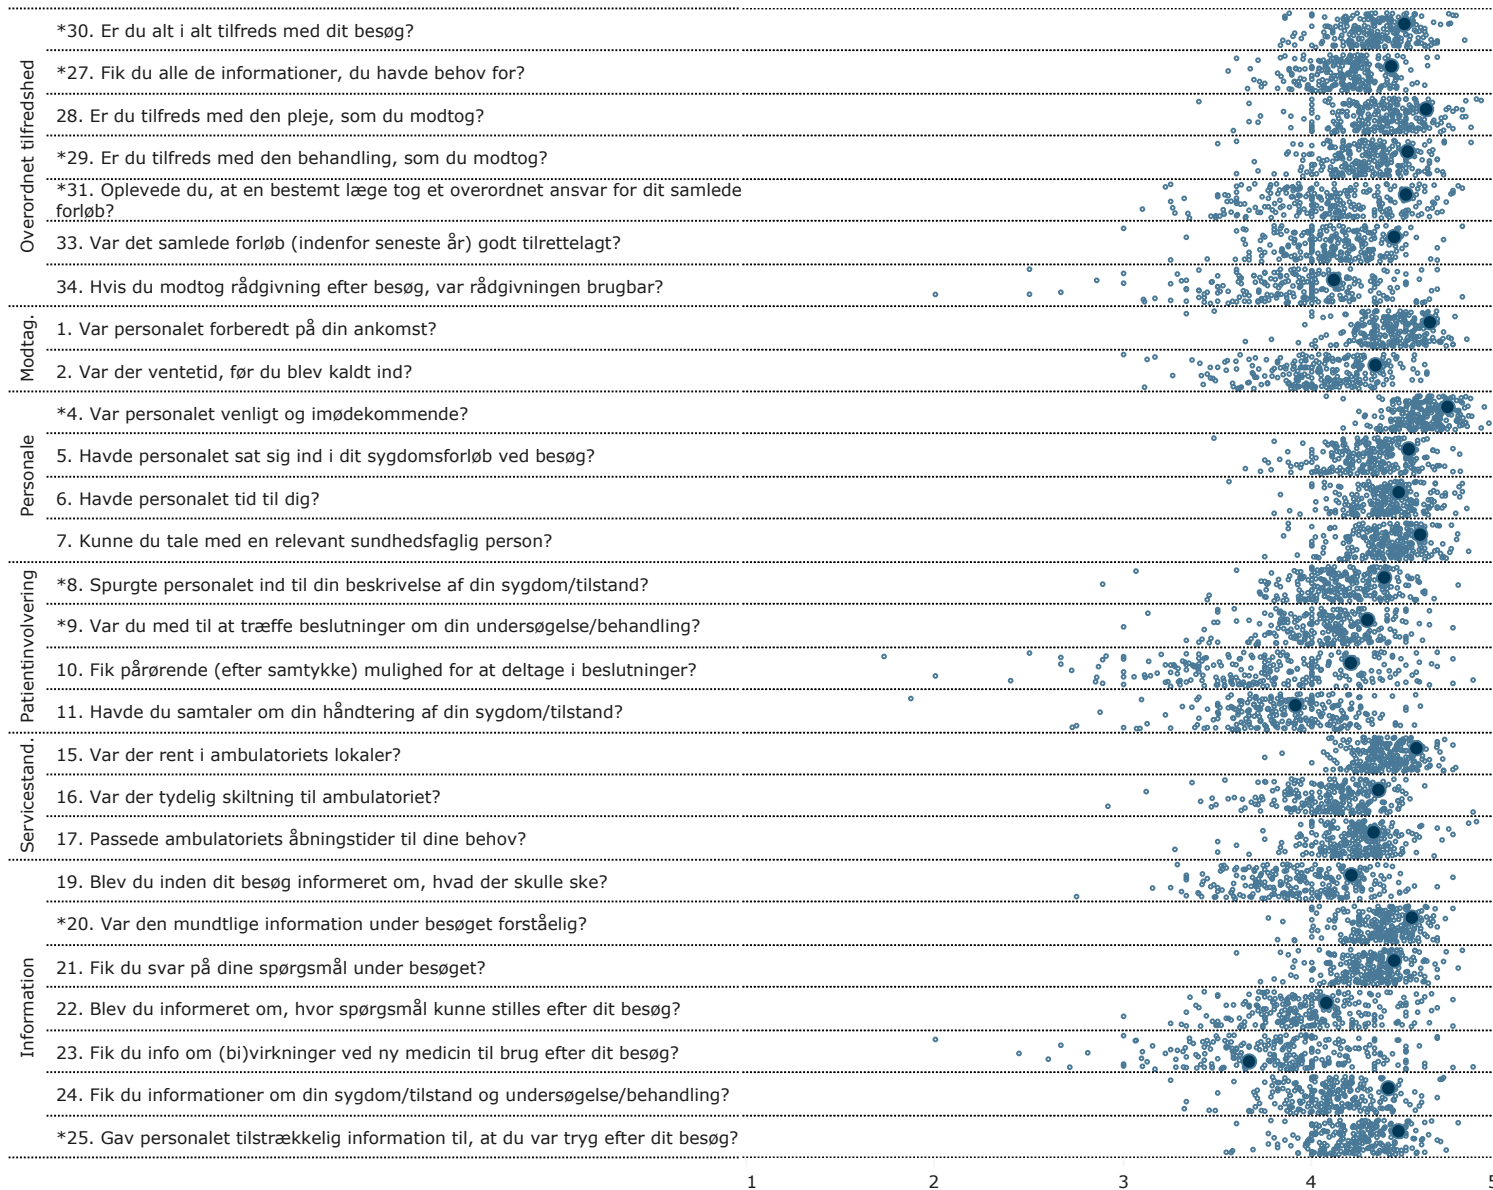 Overordnet tilfredshed
*30. Er du alt i alt tilfreds med dit besøg?
*27. Fik du alle de informationer, du havde behov for?
28. Er du tilfreds med den pleje, som du modtog?
*29. Er du tilfreds med den behandling, som du modtog?
*31. Oplevede du, at en bestemt læge tog et overordnet ansvar for dit samlede
forløb?
33. Var det samlede forløb (indenfor seneste år) godt tilrettelagt?
34. Hvis du modtog rådgivning efter besøg, var rådgivningen brugbar?
Modtag.
1. Var personalet forberedt på din ankomst?
2. Var der ventetid, før du blev kaldt ind?
Personale
*4. Var personalet venligt og imødekommende?
5. Havde personalet sat sig ind i dit sygdomsforløb ved besøg?
6. Havde personalet tid til dig?
7. Kunne du tale med en relevant sundhedsfaglig person?
Patientinvolvering
*8. Spurgte personalet ind til din beskrivelse af din sygdom/tilstand?
*9. Var du med til at træffe beslutninger om din undersøgelse/behandling?
10. Fik pårørende (efter samtykke) mulighed for at deltage i beslutninger?
11. Havde du samtaler om din håndtering af din sygdom/tilstand?
Servicestand.
15. Var der rent i ambulatoriets lokaler?
16. Var der tydelig skiltning til ambulatoriet?
17. Passede ambulatoriets åbningstider til dine behov?
Information
19. Blev du inden dit besøg informeret om, hvad der skulle ske?
*20. Var den mundtlige information under besøget forståelig?
21. Fik du svar på dine spørgsmål under besøget?
22. Blev du informeret om, hvor spørgsmål kunne stilles efter dit besøg?
23. Fik du info om (bi)virkninger ved ny medicin til brug efter dit besøg?
24. Fik du informationer om din sygdom/tilstand og undersøgelse/behandling?
*25. Gav personalet tilstrækkelig information til, at du var tryg efter dit besøg?
1 2 3 4 5